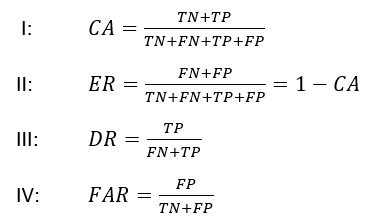 I: CA = (TN+TP)/(TN+FN+TP+FP)
II: ER = (FN+FP)/(TN+FN+TP+FP) = 1 − CA
III: DR = TP/(FN+TP)
IV: FAR = FP/(TN+FP)